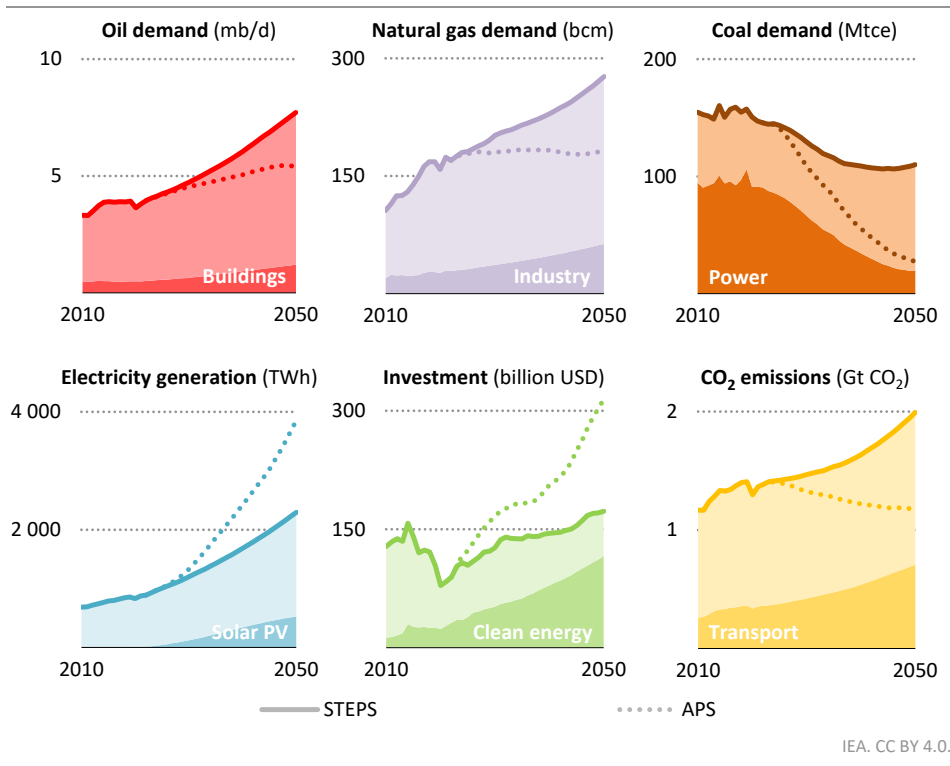 Oil demand (mb/d)
Natural gas demand (bcm)
Coal demand (Mtce)
10
300
200
5
150
100
Buildings
Industry
Power
2010
2050
2010
2050
2010
2050
Electricity generation (TWh)
Investment (billion USD)
CO₂ emissions (Gt CO₂)
4 000
300
2
2 000
150
1
Solar PV
Clean energy
Transport
2010
2050
2010
2050
2010
2050
STEPS
APS
IEA. CC BY 4.0.